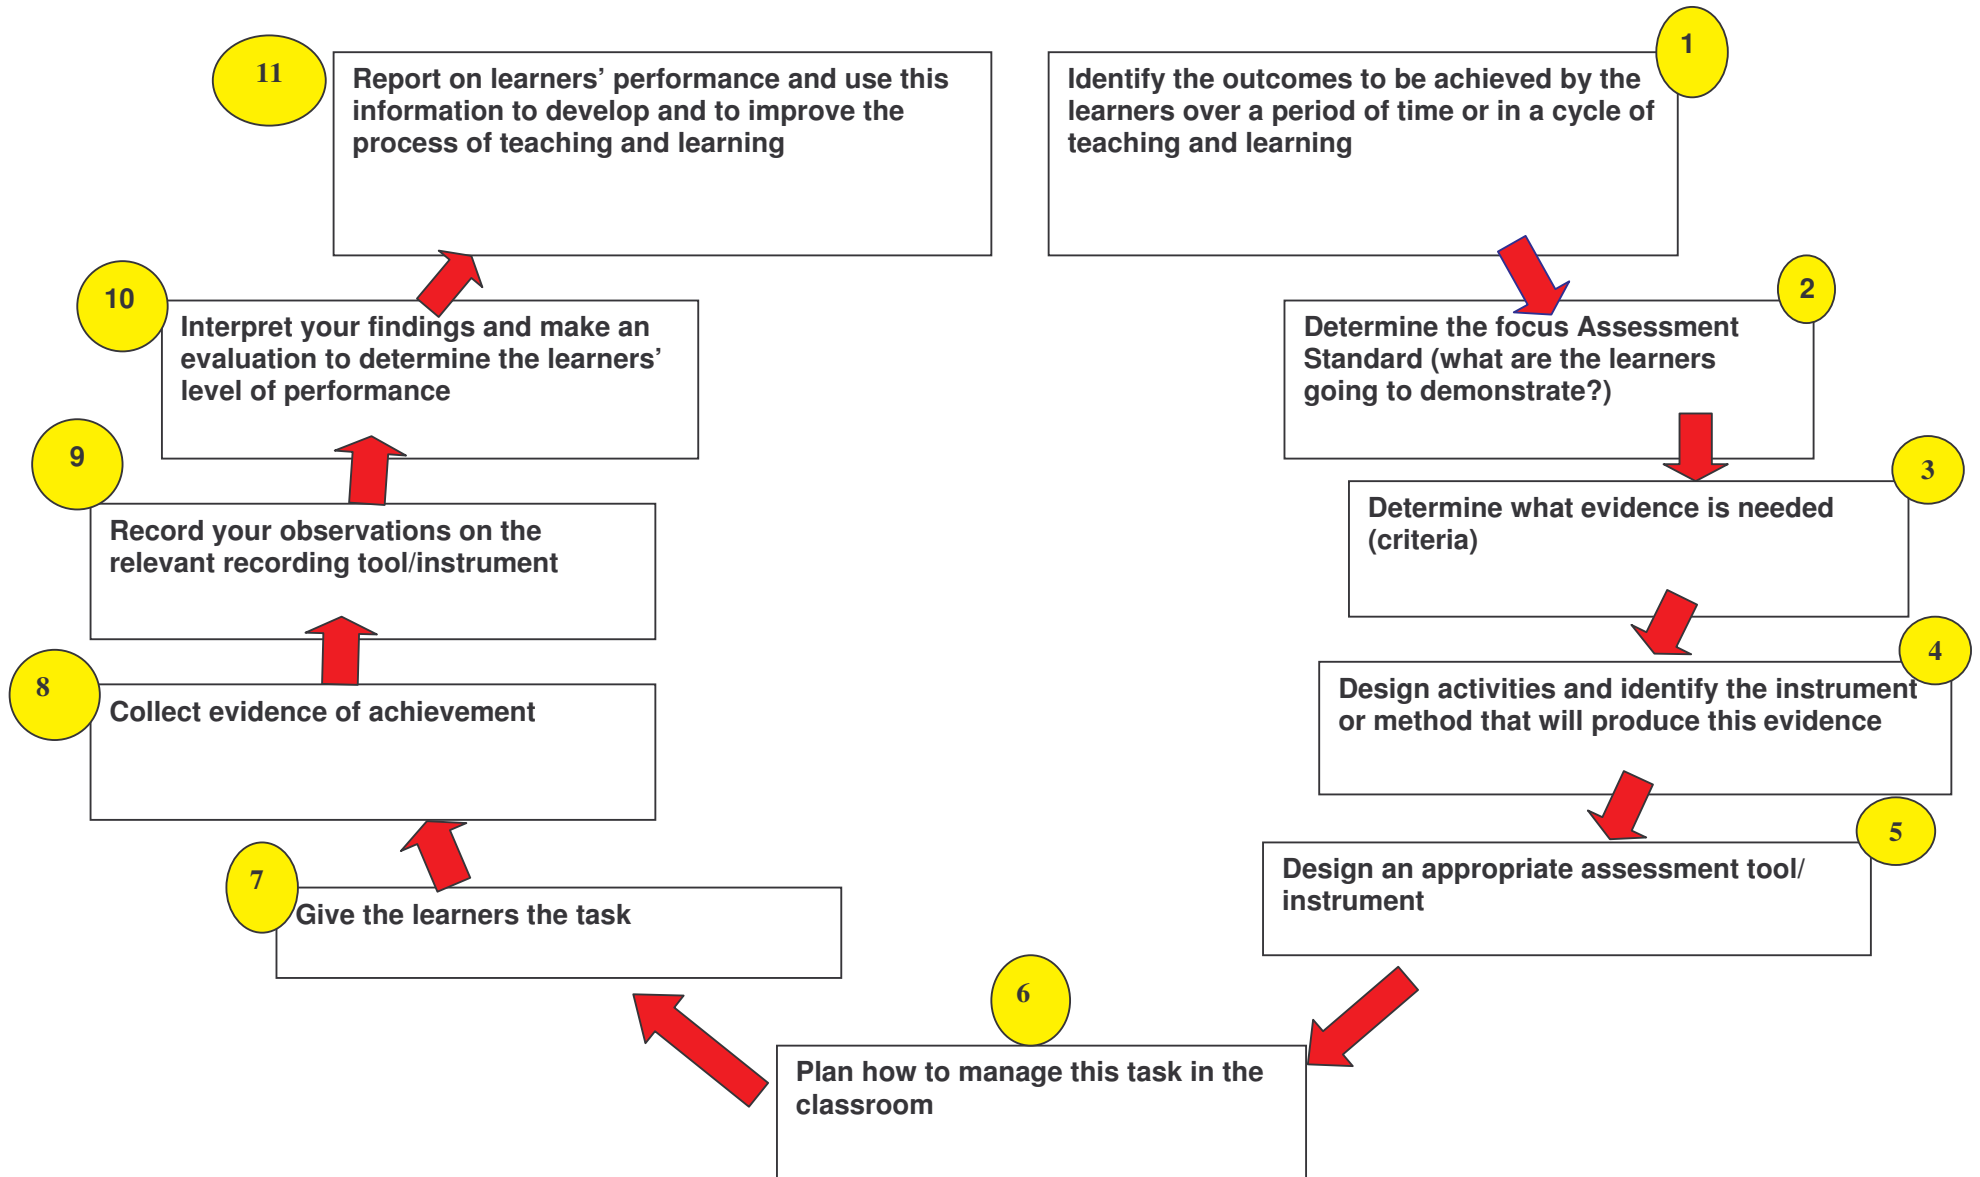 1
Identify the outcomes to be achieved by the
learners over a period of time or in a cycle of
teaching and learning
2
Determine the focus Assessment
Standard (what are the learners
going to demonstrate?)
3
Determine what evidence is needed
(criteria)
4
Design activities and identify the instrument
or method that will produce this evidence
5
Design an appropriate assessment tool/
instrument
6
Plan how to manage this task in the
classroom
7
Give the learners the task
8
Collect evidence of achievement
9
Record your observations on the
relevant recording tool/instrument
10
Interpret your findings and make an
evaluation to determine the learners’
level of performance
11
Report on learners’ performance and use this
information to develop and to improve the
process of teaching and learning